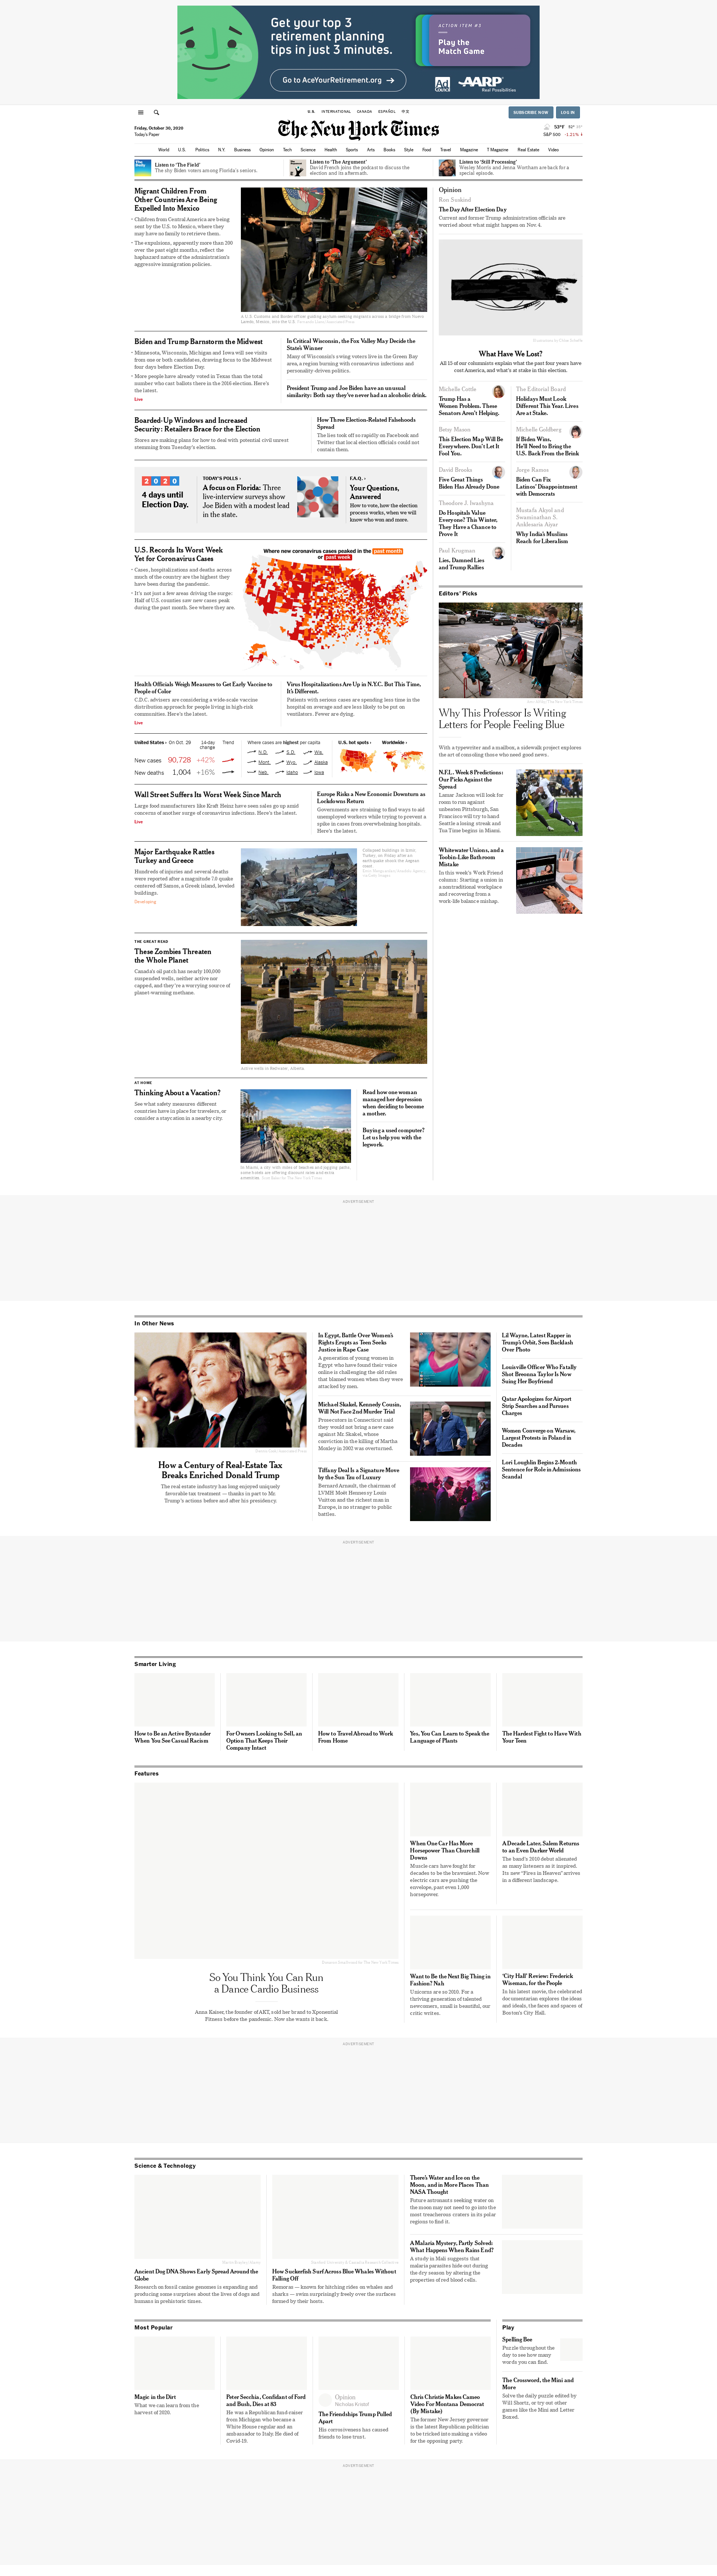 Get your top 3
retirement planning
tips in just 3 minutes.
Go to AceYourRetirement.org
ACTION ITEM #3
Play the
Match Game
Ad
Council
AARP
Real Possibilities
U.S. INTERNATIONAL CANADA ESPAÑOL 中文
SUBSCRIBE NOW LOG IN
The New York Times
Friday, October 30, 2020
Today's Paper
53°F
S&P 500 -1.21%
World U.S. Politics N.Y. Business Opinion Tech Science Health Sports Arts Books Style Food Travel Magazine T Magazine Real Estate Video
Listen to 'The Field'
The shy Biden voters among Florida's seniors.
Listen to 'The Argument'
David French joins the podcast to discuss the
election and its aftermath.
Listen to 'Still Processing'
Wesley Morris and Jenna Wortham are back for a
special episode.
Migrant Children From
Other Countries Are Being
Expelled Into Mexico
Children from Central America are being
sent by the U.S. to Mexico, where they
may have no family to retrieve them.
The expulsions, apparently more than 200
over the past eight months, reflect the
haphazard nature of the administration's
aggressive immigration policies.
Biden and Trump Barnstorm the Midwest
Minnesota, Wisconsin, Michigan and Iowa will see visits
from one or both candidates, drawing focus to the Midwest
four days before Election Day.
More people have already voted in Texas than the total
number who cast ballots there in the 2016 election. Here's
the latest.
Live
In Critical Wisconsin, the Fox Valley May Decide the
State's Winner
Many of Wisconsin's swing voters live in the Green Bay
area, a region hurting from economic insecurity and
personality-driven politics.
President Trump and Joe Biden have an unusual
similarity: Both say they've never had an alcoholic drink.
Boarded-Up Windows and Increased
Security: Retailers Brace for the Election
Stores are making plans for how to deal with potential civil unrest
stemming from Tuesday's election.
How Three Election-Related Falsehoods
Spread
The lies took off so rapidly on Facebook and
Twitter that local election officials could not
contain them.
2020
4 days until
Election Day.
TODAY'S POLLS ›
A focus on Florida: Three
live-interview surveys show
Joe Biden with a modest lead
in the state.
F.A.Q. ›
Your Questions,
Answered
How to vote, how the election
process works, when we will
know who won and more.
U.S. Records Its Worst Week
Yet for Coronavirus Cases
Cases, hospitalizations and deaths across
much of the country are the highest they
have been during the pandemic.
It's not just a few areas driving the surge:
Half of U.S. counties saw new cases peak
during the past month. See where they are.
Where new coronavirus cases peaked in the past month
or past week
Health Officials Weigh Measures to Get Early Vaccine to
People of Color
C.D.C. advisers are considering a wide-scale vaccine
distribution approach for people living in high-risk
communities. Here's the latest.
Live
Virus Hospitalizations Are Up in N.Y.C. But This Time,
It's Different.
Patients with serious cases are spending less time in the
hospital on average and are less likely to be put on
ventilators. Fewer are dying.
United States › On Oct. 29 14-day
change Trend
New cases 90,728 +42%
New deaths 1,004 +16%
Where cases are highest per capita
N.D. S.D. Wis.
Mont. Wyo. Alaska
Neb. Idaho Iowa
U.S. hot spots › Worldwide ›
Wall Street Suffers Its Worst Week Since March
Large food manufacturers like Kraft Heinz have seen sales go up amid
concerns of another surge of coronavirus infections. Here's the latest.
Live
Europe Risks a New Economic Downturn as
Lockdowns Return
Governments are straining to find ways to aid
unemployed workers while trying to prevent a
spike in cases from overwhelming hospitals.
Here's the latest.
Major Earthquake Rattles
Turkey and Greece
Hundreds of injuries and several deaths
were reported after a magnitude 7.0 quake
centered off Samos, a Greek island, leveled
buildings.
Developing
THE GREAT READ
These Zombies Threaten
the Whole Planet
Canada's oil patch has nearly 100,000
suspended wells, neither active nor
capped, and they're a worrying source of
planet-warming methane.
AT HOME
Thinking About a Vacation?
See what safety measures different
countries have in place for travelers, or
consider a staycation in a nearby city.
Read how one woman
managed her depression
when deciding to become
a mother.
Buying a used computer?
Let us help you with the
legwork.
Opinion
Ron Suskind
The Day After Election Day
Current and former Trump administration officials are
worried about what might happen on Nov. 4.
What Have We Lost?
All 15 of our columnists explain what the past four years have
cost America, and what's at stake in this election.
Michelle Cottle
Trump Has a
Women Problem. These
Senators Aren't Helping.
The Editorial Board
Holidays Must Look
Different This Year. Lives
Are at Stake.
Betsy Mason
This Election Map Will Be
Everywhere. Don't Let It
Fool You.
Michelle Goldberg
If Biden Wins,
He'll Need to Bring the
U.S. Back From the Brink
David Brooks
Five Great Things
Biden Has Already Done
Jorge Ramos
Biden Can Fix
Latinos' Disappointment
with Democrats
Theodore J. Iwashyna
Do Hospitals Value
Everyone? This Winter,
They Have a Chance to
Prove It
Mustafa Akyol and
Swaminathan S.
Anklesaria Aiyar
Why India's Muslims
Reach for Liberalism
Paul Krugman
Lies, Damned Lies
and Trump Rallies
Editors' Picks
Why This Professor Is Writing
Letters for People Feeling Blue
With a typewriter and a mailbox, a sidewalk project explores
the art of consoling those who need good news.
N.F.L. Week 8 Predictions:
Our Picks Against the
Spread
Lamar Jackson will look for
room to run against
unbeaten Pittsburgh, San
Francisco will try to hand
Seattle a losing streak and
Tua Time begins in Miami.
Whitewater Unions, and a
Toobin-Like Bathroom
Mistake
In this week's Work Friend
column: Starting a union in
a nontraditional workplace
and recovering from a
work-life balance mishap.
ADVERTISEMENT
In Other News
How a Century of Real-Estate Tax
Breaks Enriched Donald Trump
The real estate industry has long enjoyed uniquely
favorable tax treatment — thanks in part to Mr.
Trump's actions before and after his presidency.
In Egypt, Battle Over Women's
Rights Erupts as Teen Seeks
Justice in Rape Case
A generation of young women in
Egypt who have found their voice
online is challenging the old rules
that blamed women when they were
attacked by men.
Michael Skakel, Kennedy Cousin,
Will Not Face 2nd Murder Trial
Prosecutors in Connecticut said
they would not bring a new case
against Mr. Skakel, whose
conviction in the killing of Martha
Moxley in 2002 was overturned.
Tiffany Deal Is a Signature Move
by the Sun Tzu of Luxury
Bernard Arnault, the chairman of
LVMH Moët Hennessy Louis
Vuitton and the richest man in
Europe, is no stranger to public
battles.
Lil Wayne, Latest Rapper in
Trump's Orbit, Sees Backlash
Over Photo
Louisville Officer Who Fatally
Shot Breonna Taylor Is Now
Suing Her Boyfriend
Qatar Apologizes for Airport
Strip Searches and Pursues
Charges
Women Converge on Warsaw,
Largest Protests in Poland in
Decades
Lori Loughlin Begins 2-Month
Sentence for Role in Admissions
Scandal
ADVERTISEMENT
Smarter Living
How to Be an Active Bystander
When You See Casual Racism
For Owners Looking to Sell, an
Option That Keeps Their
Company Intact
How to Travel Abroad to Work
From Home
Yes, You Can Learn to Speak the
Language of Plants
The Hardest Fight to Have With
Your Teen
Features
So You Think You Can Run
a Dance Cardio Business
Anna Kaiser, the founder of AKT, sold her brand to Xponential
Fitness before the pandemic. Now she wants it back.
When One Car Has More
Horsepower Than Churchill
Downs
Muscle cars have fought for
decades to be the brawniest. Now
electric cars are pushing the
envelope, past even 1,000
horsepower.
A Decade Later, Salem Returns
to an Even Darker World
The band's 2010 debut alienated
as many listeners as it inspired.
Its new "Fires in Heaven" arrives
in a different landscape.
Want to Be the Next Big Thing in
Fashion? Nah
Unicorns are so 2010. For a
thriving generation of talented
newcomers, small is beautiful, our
critic writes.
'City Hall' Review: Frederick
Wiseman, for the People
In his latest movie, the celebrated
documentarian explores the ideas
and ideals, the faces and spaces of
Boston's City Hall.
ADVERTISEMENT
Science & Technology
Ancient Dog DNA Shows Early Spread Around the
Globe
Research on fossil canine genomes is expanding and
producing some surprises about the lives of dogs and
humans in prehistoric times.
How Suckerfish Surf Across Blue Whales Without
Falling Off
Remoras — known for hitching rides on whales and
sharks — swim surprisingly freely over the surfaces
formed by their hosts.
There's Water and Ice on the
Moon, and in More Places Than
NASA Thought
Future astronauts seeking water on
the moon may not need to go into the
most treacherous craters in its polar
regions to find it.
A Malaria Mystery, Partly Solved:
What Happens When Rains End?
A study in Mali suggests that
malaria parasites hide out during
the dry season by altering the
properties of red blood cells.
Most Popular
Magic in the Dirt
What we can learn from the
harvest of 2020.
Peter Secchia, Confidant of Ford
and Bush, Dies at 83
He was a Republican fund-raiser
from Michigan who became a
White House regular and an
ambassador to Italy. He died of
Covid-19.
Opinion
Nicholas Kristof
The Friendships Trump Pulled
Apart
His corrosiveness has caused
friends to lose trust.
Chris Christie Makes Cameo
Video For Montana Democrat
(By Mistake)
The former New Jersey governor
is the latest Republican politician
to be tricked into making a video
for the opposing party.
Play
Spelling Bee
Puzzle throughout the
day to see how many
words you can find.
The Crossword, the Mini and
More
Solve the daily puzzle edited by
Will Shortz, or try out other
games like the Mini and Letter
Boxed.
ADVERTISEMENT